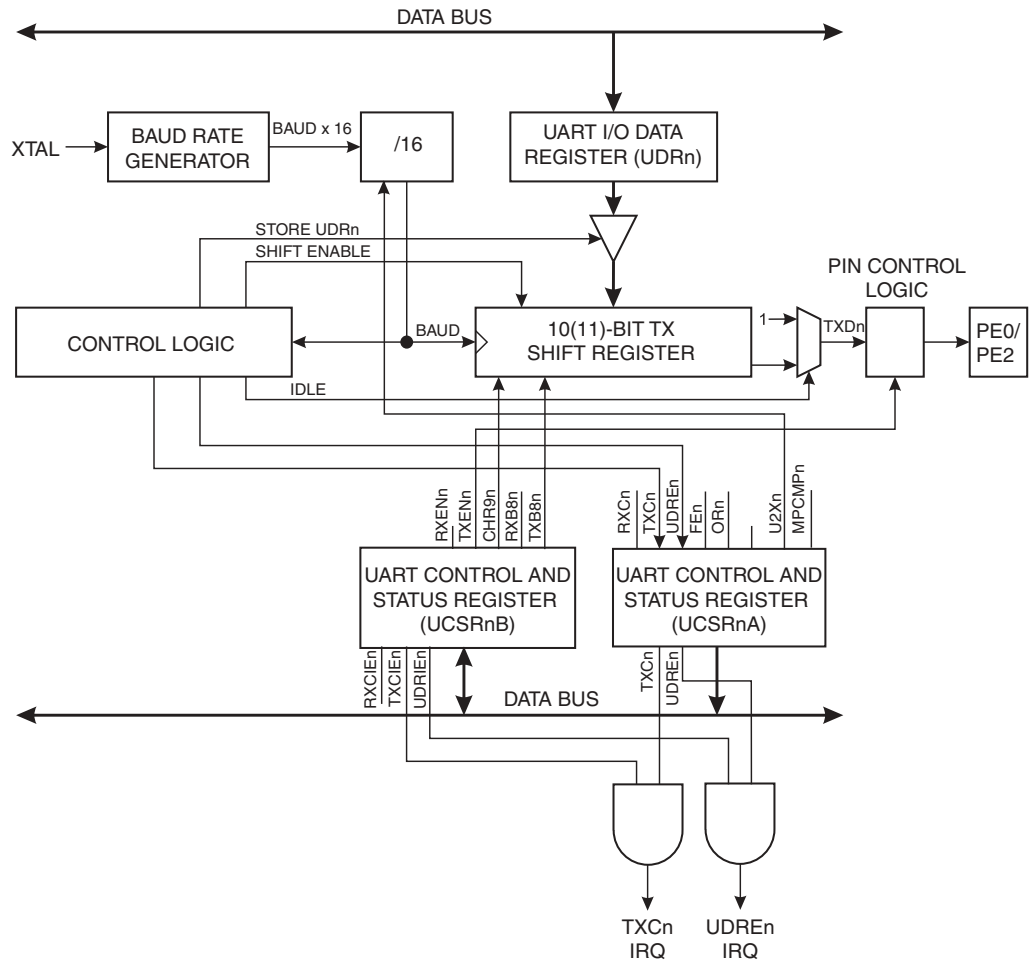 DATA BUS
XTAL
BAUD RATE
GENERATOR
BAUD x 16
/16
UART I/O DATA
REGISTER (UDRn)
STORE UDRn
SHIFT ENABLE
PIN CONTROL
LOGIC
CONTROL LOGIC
BAUD
10(11)-BIT TX
SHIFT REGISTER
1
TXDn
PE0/
PE2
IDLE
RXENn
TXENn
CHR9n
RXB8n
TXB8n
RXCn
TXCn
UDREn
FEn
ORn
U2Xn
MPCMPn
UART CONTROL AND
STATUS REGISTER
(UCSRnB)
UART CONTROL AND
STATUS REGISTER
(UCSRnA)
RXCIEn
TXCIEn
UDRIEn
TXCn
UDREn
DATA BUS
TXCn
IRQ
UDREn
IRQ